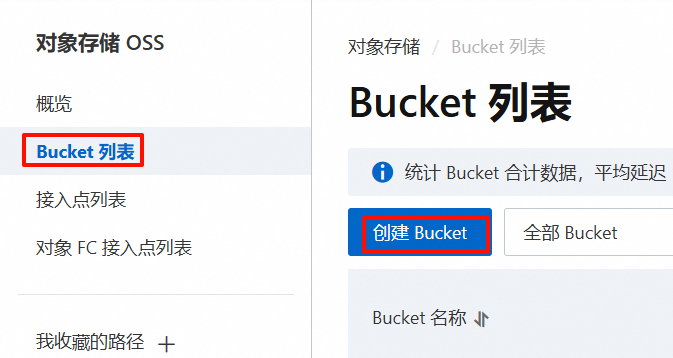 对象存储 OSS
概览
Bucket 列表
接入点列表
对象 FC 接入点列表
我收藏的路径 +
对象存储 / Bucket 列表
Bucket 列表
统计 Bucket 合计数据，平均延迟
创建 Bucket
全部 Bucket
Bucket 名称